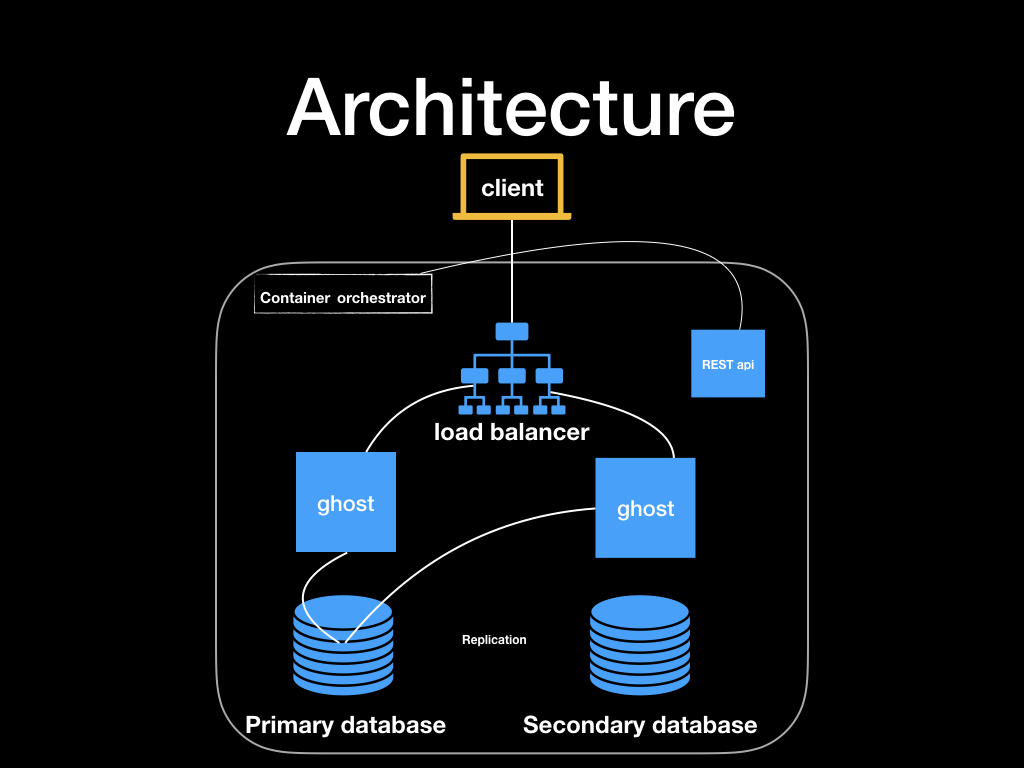 Architecture
client
Container orchestrator
REST api
load balancer
ghost
ghost
Replication
Primary database
Secondary database